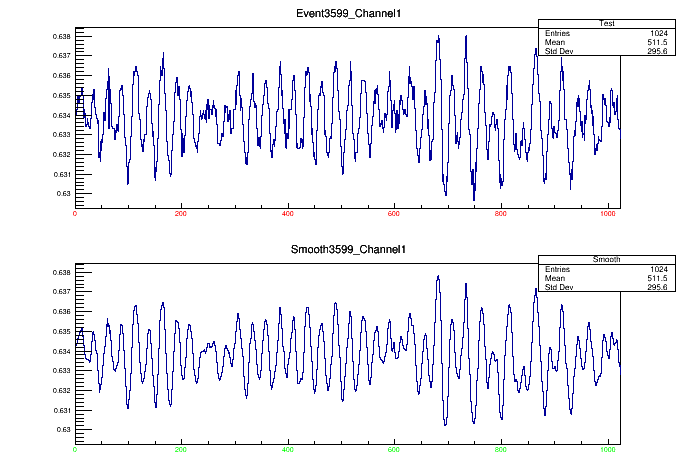 Event3599_Channel1
Test
Entries 1024
Mean 511.5
Std Dev 295.6
0.638
0.637
0.636
0.635
0.634
0.633
0.632
0.631
0.63
0 200 400 600 800 1000
Smooth3599_Channel1
Smooth
Entries 1024
Mean 511.5
Std Dev 295.6
0.638
0.637
0.636
0.635
0.634
0.633
0.632
0.631
0.63
0 200 400 600 800 1000